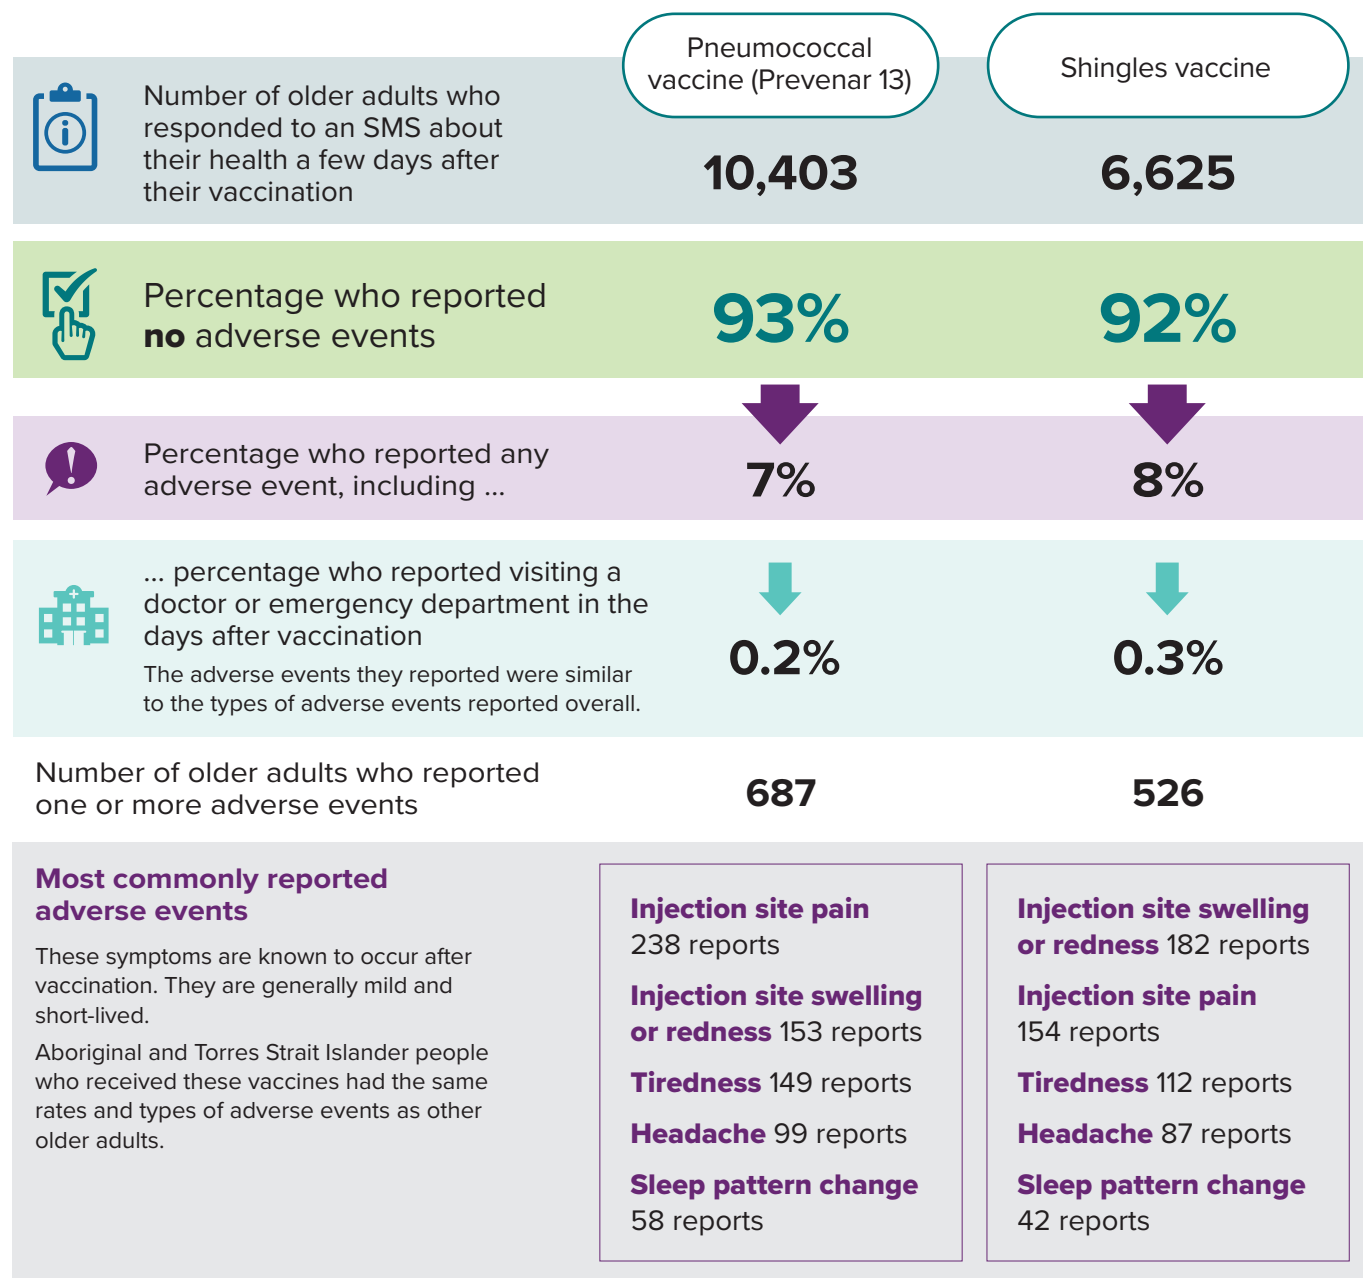 Pneumococcal
vaccine (Prevenar 13)
Shingles vaccine
Number of older adults who
responded to an SMS about
their health a few days after
their vaccination
10,403
6,625
Percentage who reported
no adverse events
93%
92%
Percentage who reported any
adverse event, including ...
7%
8%
... percentage who reported visiting a
doctor or emergency department in the
days after vaccination
The adverse events they reported were similar
to the types of adverse events reported overall.
0.2%
0.3%
Number of older adults who reported
one or more adverse events
687
526
Most commonly reported
adverse events
These symptoms are known to occur after
vaccination. They are generally mild and
short-lived.
Aboriginal and Torres Strait Islander people
who received these vaccines had the same
rates and types of adverse events as other
older adults.
Injection site pain
238 reports
Injection site swelling
or redness 153 reports
Tiredness 149 reports
Headache 99 reports
Sleep pattern change
58 reports
Injection site swelling
or redness 182 reports
Injection site pain
154 reports
Tiredness 112 reports
Headache 87 reports
Sleep pattern change
42 reports